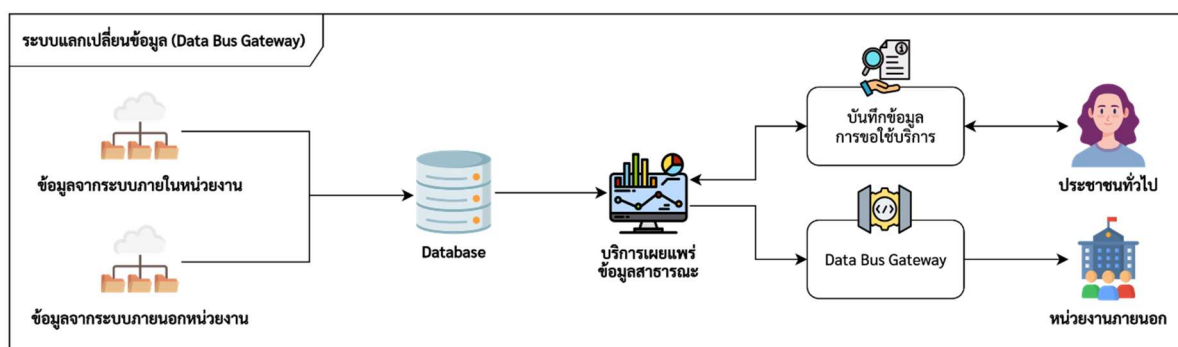 ระบบแลกเปลี่ยนข้อมูล (Data Bus Gateway)
ข้อมูลจากระบบภายในหน่วยงาน
ข้อมูลจากระบบภายนอกหน่วยงาน
Database
บริการเผยแพร่
ข้อมูลสาธารณะ
บันทึกข้อมูล
การขอใช้บริการ
ประชาชนทั่วไป
Data Bus Gateway
หน่วยงานภายนอก